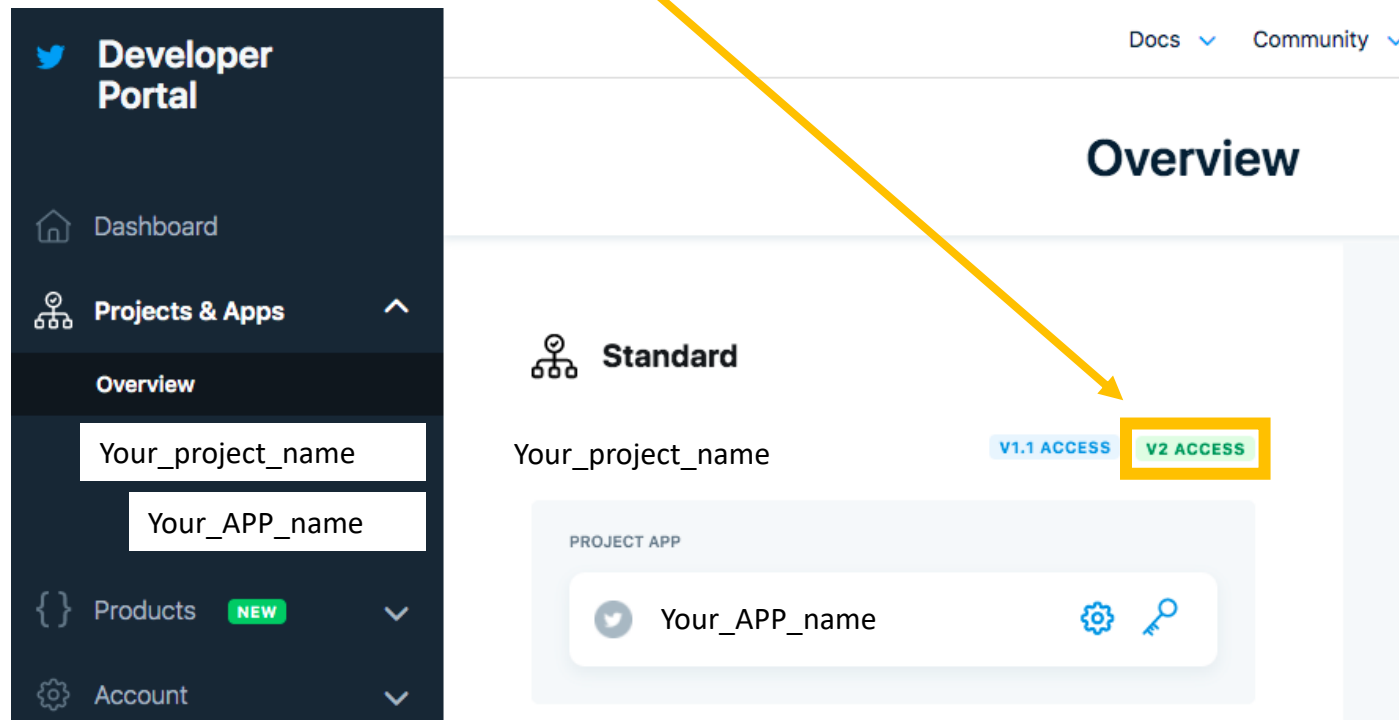 Developer
Portal
Docs
Community
Overview
Dashboard
Projects & Apps
Overview
Your_project_name
Your_APP_name
Products NEW
Account
Standard
Your_project_name
V1.1 ACCESS
V2 ACCESS
PROJECT APP
Your_APP_name